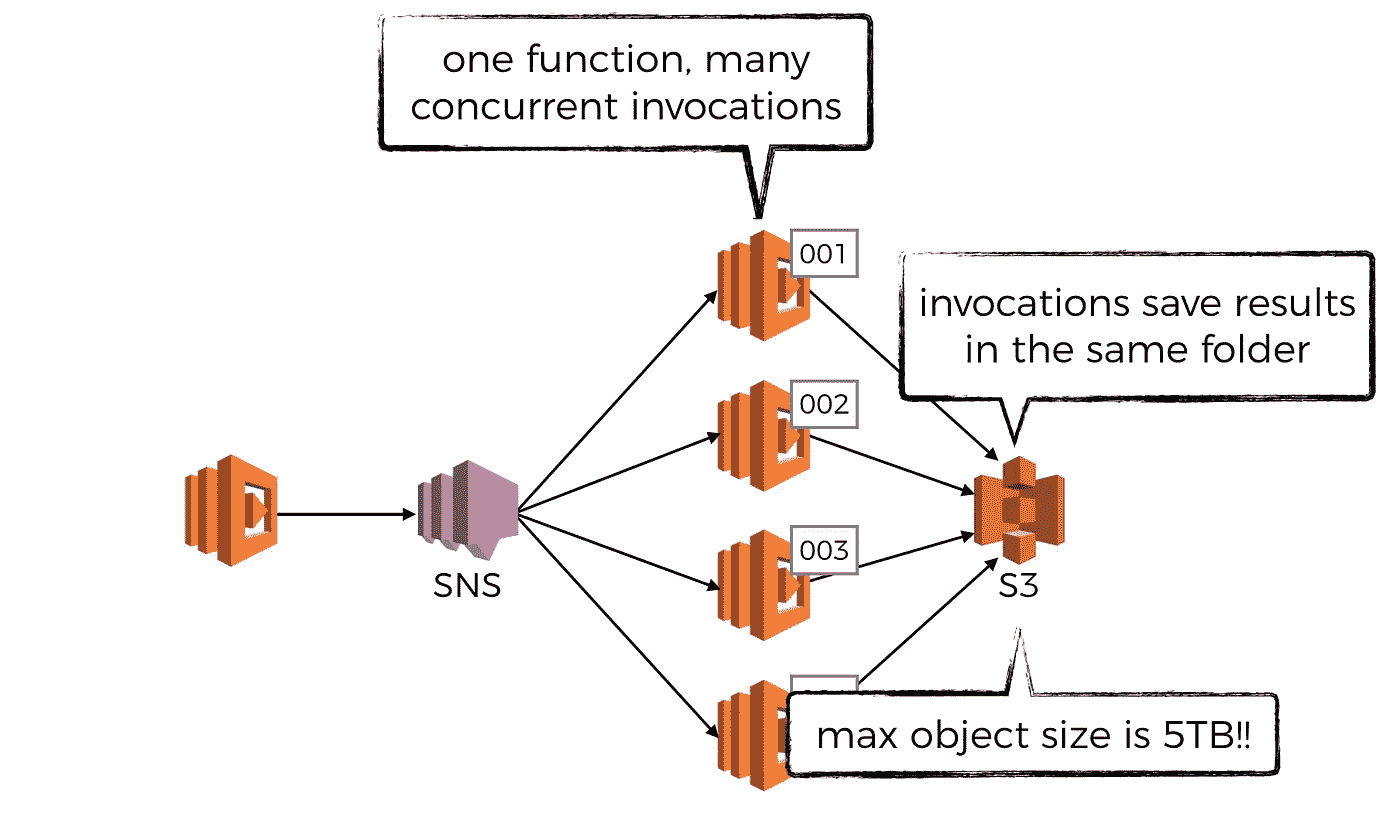 one function, many
concurrent invocations
001
invocations save results
in the same folder
002
003
SNS
S3
max object size is 5TB!!